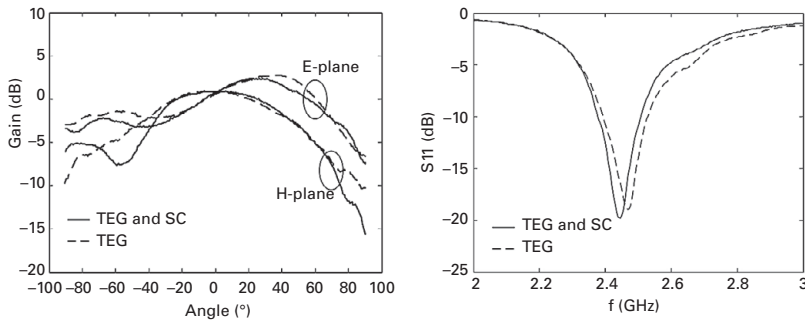 10
5
0
−5
−10
−15
−20
Gain (dB)
E-plane
H-plane
TEG and SC
TEG
−100 −80 −60 −40 −20 0 20 40 60 80 100
Angle (°)
0
−5
−10
−15
−20
−25
S11 (dB)
TEG and SC
TEG
2 2.2 2.4 2.6 2.8 3
f (GHz)